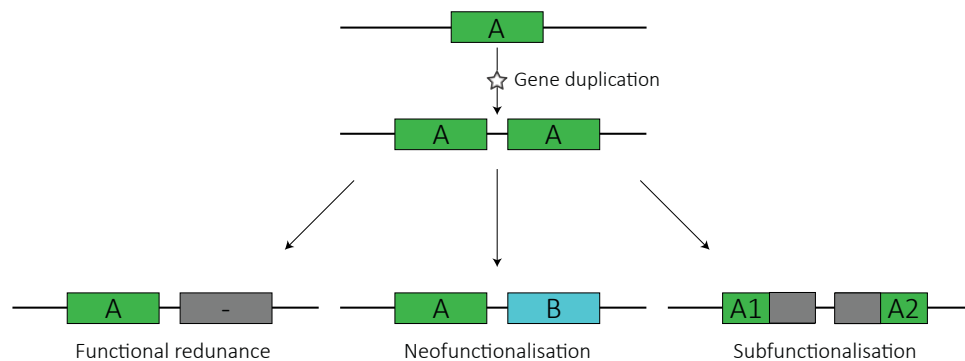 A
Gene duplication
A A
A - A B A1 A2
Functional redunance Neofunctionalisation Subfunctionalisation